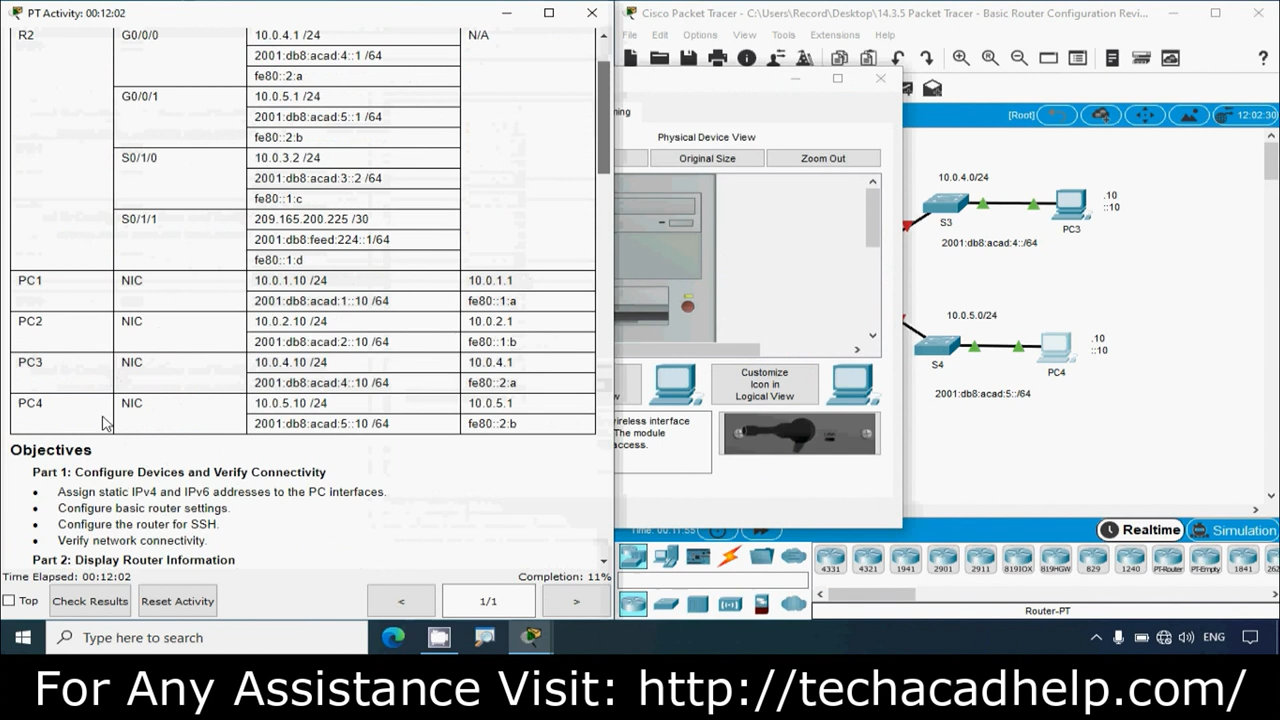 PT Activity: 00:12:02
R2 G0/0/0 10.0.4.1 /24 N/A
2001:db8:acad:4::1 /64
fe80::2:a
G0/0/1 10.0.5.1 /24
2001:db8:acad:5::1 /64
fe80::2:b
S0/1/0 10.0.3.2 /24
2001:db8:acad:3::2 /64
fe80::1:c
S0/1/1 209.165.200.225 /30
2001:db8:feed:224::1/64
fe80::1:d
PC1 NIC 10.0.1.10 /24 10.0.1.1
2001:db8:acad:1::10 /64 fe80::1:a
PC2 NIC 10.0.2.10 /24 10.0.2.1
2001:db8:acad:2::10 /64 fe80::1:b
PC3 NIC 10.0.4.10 /24 10.0.4.1
2001:db8:acad:4::10 /64 fe80::2:a
PC4 NIC 10.0.5.10 /24 10.0.5.1
2001:db8:acad:5::10 /64 fe80::2:b
Objectives
Part 1: Configure Devices and Verify Connectivity
• Assign static IPv4 and IPv6 addresses to the PC interfaces.
• Configure basic router settings.
• Configure the router for SSH.
• Verify network connectivity.
Part 2: Display Router Information
Time Elapsed: 00:12:02 Completion: 11%
Top Check Results Reset Activity < 1/1 >
Cisco Packet Tracer - C:\Users\Record\Desktop\14.3.5 Packet Tracer - Basic Router Configuration Revi...
File Edit Options View Tools Extensions Help
[Root] 12:02:30
ning
Physical Device View
Original Size Zoom Out
Customize
Icon in
Logical View
w
ireless interface
The module
access.
10.0.4.0/24
.10
::10
S3
PC3
2001:db8:acad:4::/64
10.0.5.0/24
.10
::10
S4
PC4
2001:db8:acad:5::/64
Time: 00:11:55
Realtime Simulation
4331 4321 1941 2901 2911 819IOX 819HGW 829 1240 PT-Router PT-Empty 1841 262
Router-PT
Type here to search
ENG
For Any Assistance Visit: http://techacadhelp.com/